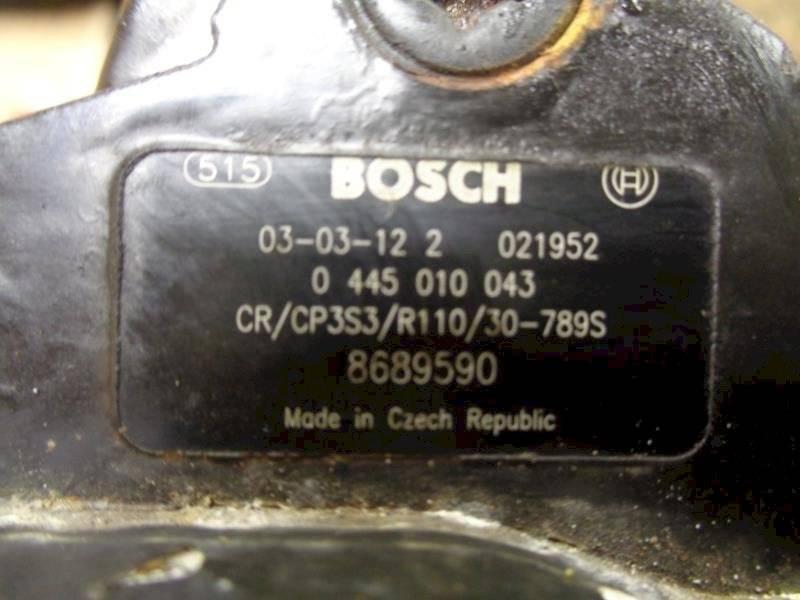 515 BOSCH
03-03-12 2 021952
0 445 010 043
CR/CP3S3/R110/30-789S
8689590
Made in Czech Republic